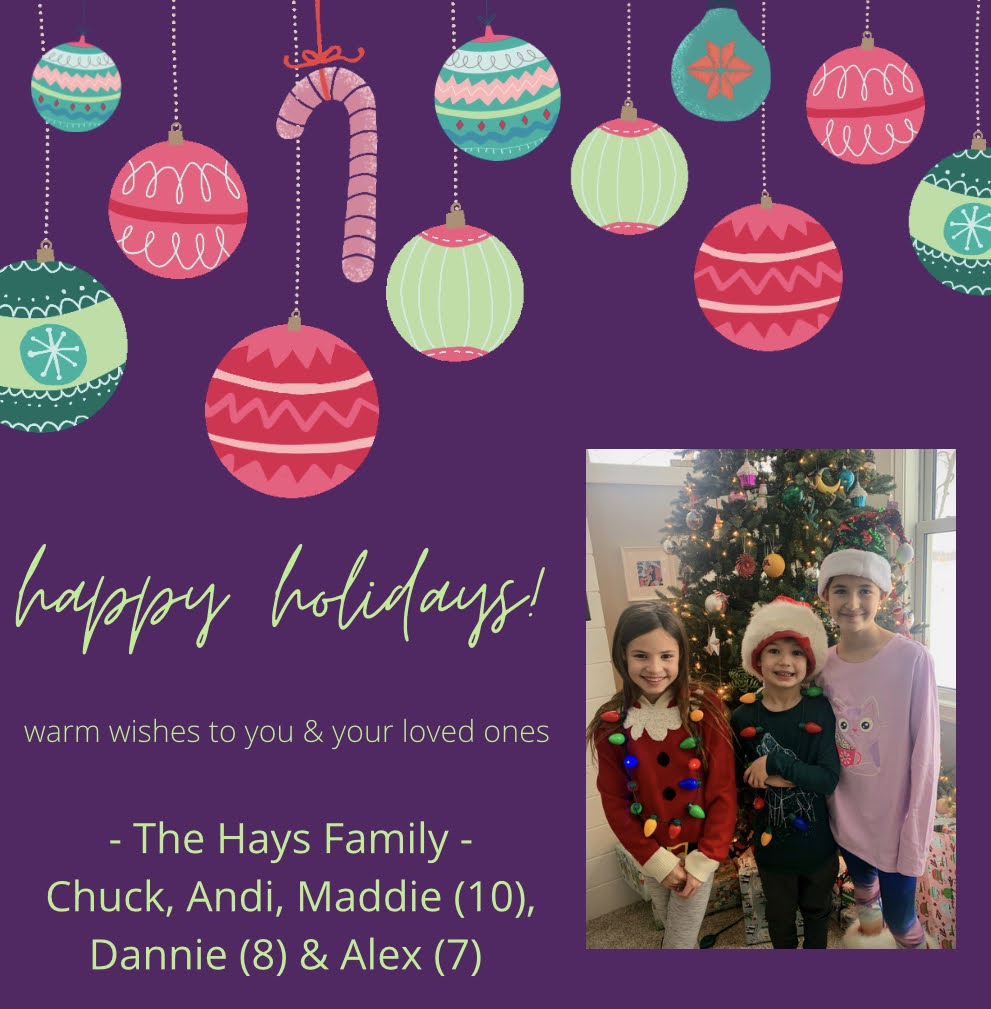 happy holidays!
warm wishes to you & your loved ones
- The Hays Family -
Chuck, Andi, Maddie (10),
Dannie (8) & Alex (7)